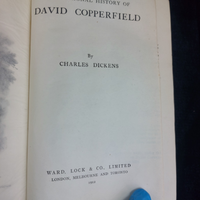 HISTORY OF
DAVID COPPERFIELD
By
CHARLES DICKENS
WARD, LOCK & CO., LIMITED
LONDON, MELBOURNE AND TORONTO